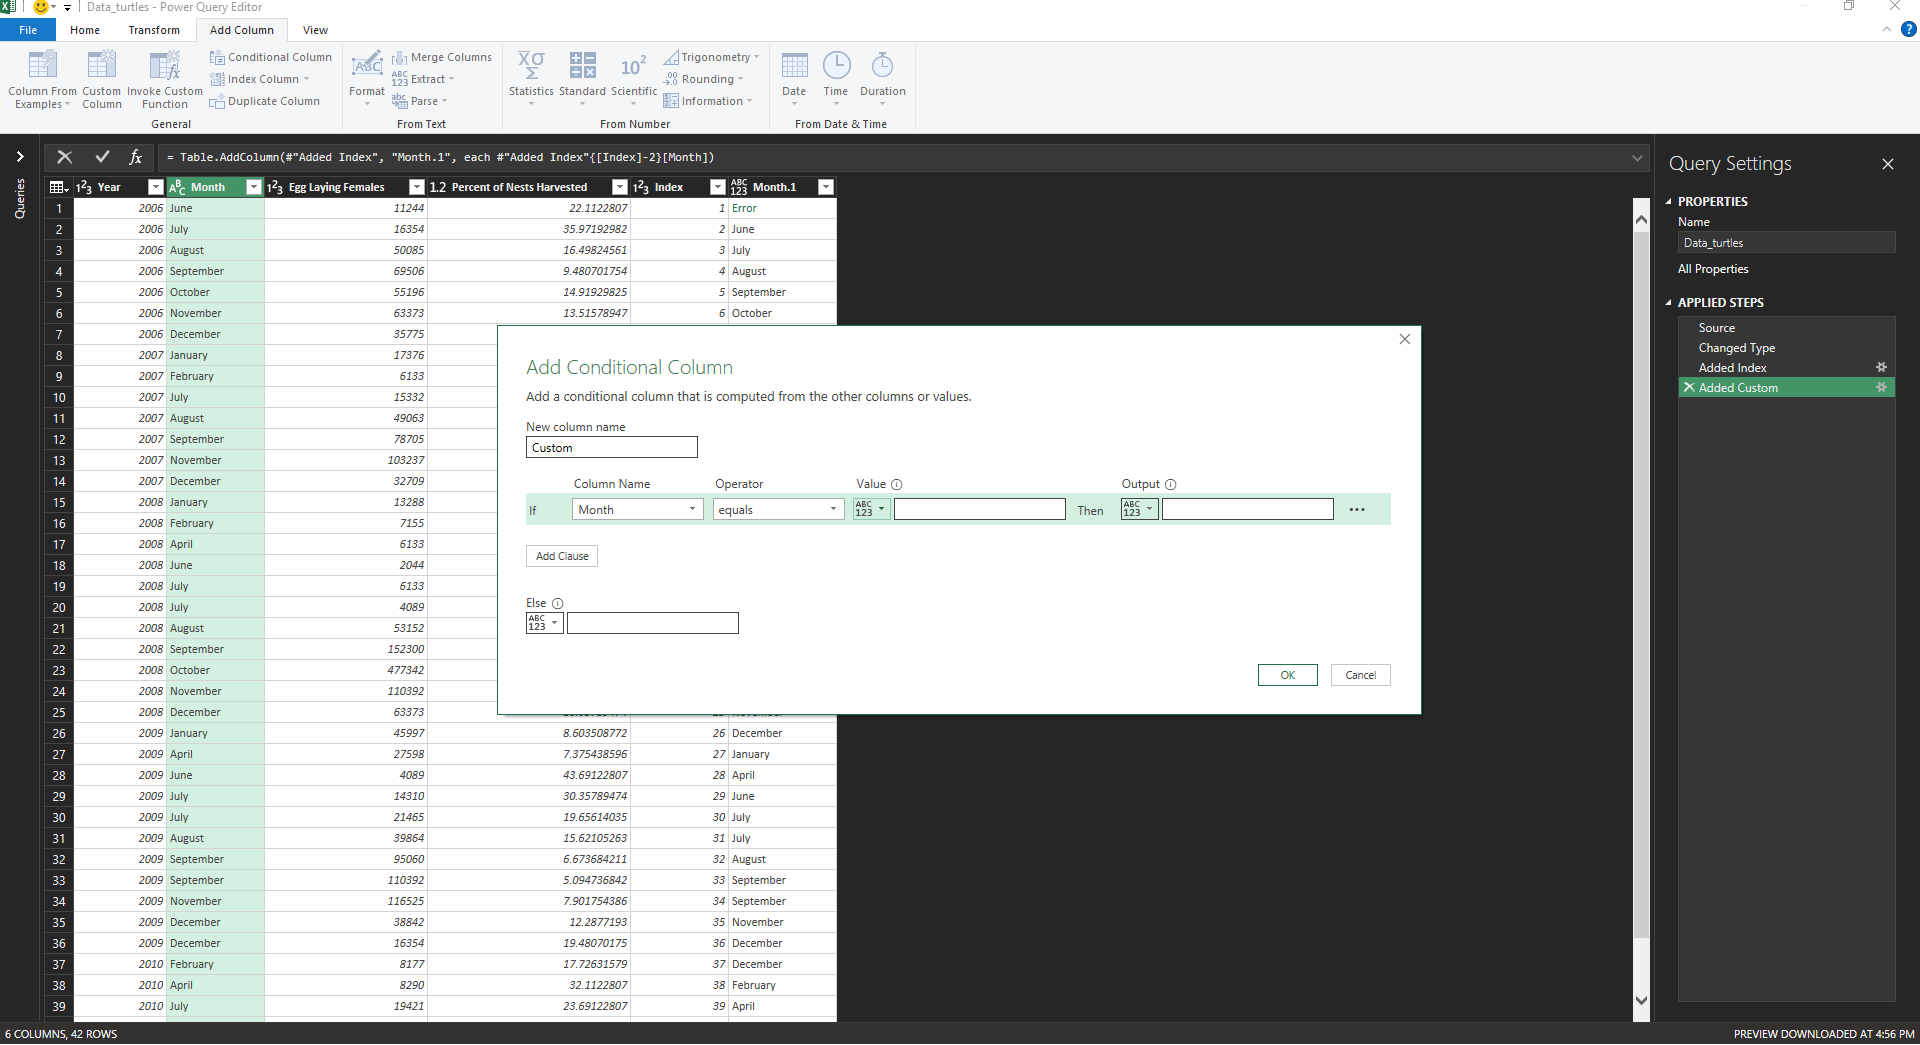 Data_turtles - Power Query Editor
File Home Transform Add Column View
Column From Examples
Custom Column
Invoke Custom Function
Conditional Column
Index Column
Duplicate Column
General
Format
Merge Columns
Extract
Parse
From Text
Statistics
Standard
Scientific
Trigonometry
Rounding
Information
From Number
Date
Time
Duration
From Date & Time
Queries
= Table.AddColumn(#"Added Index", "Month.1", each #"Added Index"{[Index]-2}[Month])
Year Month Egg Laying Females Percent of Nests Harvested Index Month.1
1 2006 June 11244 22.1122807 1 Error
2 2006 July 16354 35.97192982 2 June
3 2006 August 50085 16.49824561 3 July
4 2006 September 69506 9.480701754 4 August
5 2006 October 55196 14.91929825 5 September
6 2006 November 63373 13.51578947 6 October
7 2006 December 35775
8 2007 January 17376
9 2007 February 6133
10 2007 July 15332
11 2007 August 49063
12 2007 September 78705
13 2007 November 103237
14 2007 December 32709
15 2008 January 13288
16 2008 February 7155
17 2008 April 6133
18 2008 June 2044
19 2008 July 6133
20 2008 July 4089
21 2008 August 53152
22 2008 September 152300
23 2008 October 477342
24 2008 November 110392
25 2008 December 63373
26 2009 January 45997 8.603508772 26 December
27 2009 April 27598 7.375438596 27 January
28 2009 June 4089 43.69122807 28 April
29 2009 July 14310 30.35789474 29 June
30 2009 July 21465 19.65614035 30 July
31 2009 August 39864 15.62105263 31 July
32 2009 September 95060 6.673684211 32 August
33 2009 September 110392 5.094736842 33 September
34 2009 November 116525 7.901754386 34 September
35 2009 December 38842 12.2877193 35 November
36 2009 December 16354 19.48070175 36 December
37 2010 February 8177 17.72631579 37 December
38 2010 April 8290 32.1122807 38 February
39 2010 July 19421 23.69122807 39 April
Add Conditional Column
Add a conditional column that is computed from the other columns or values.
New column name
Custom
Column Name Operator Value Output
If Month equals ABC 123 Then ABC 123
Add Clause
Else
ABC 123
OK Cancel
Query Settings
PROPERTIES
Name
Data_turtles
All Properties
APPLIED STEPS
Source
Changed Type
Added Index
Added Custom
6 COLUMNS, 42 ROWS
PREVIEW DOWNLOADED AT 4:56 PM